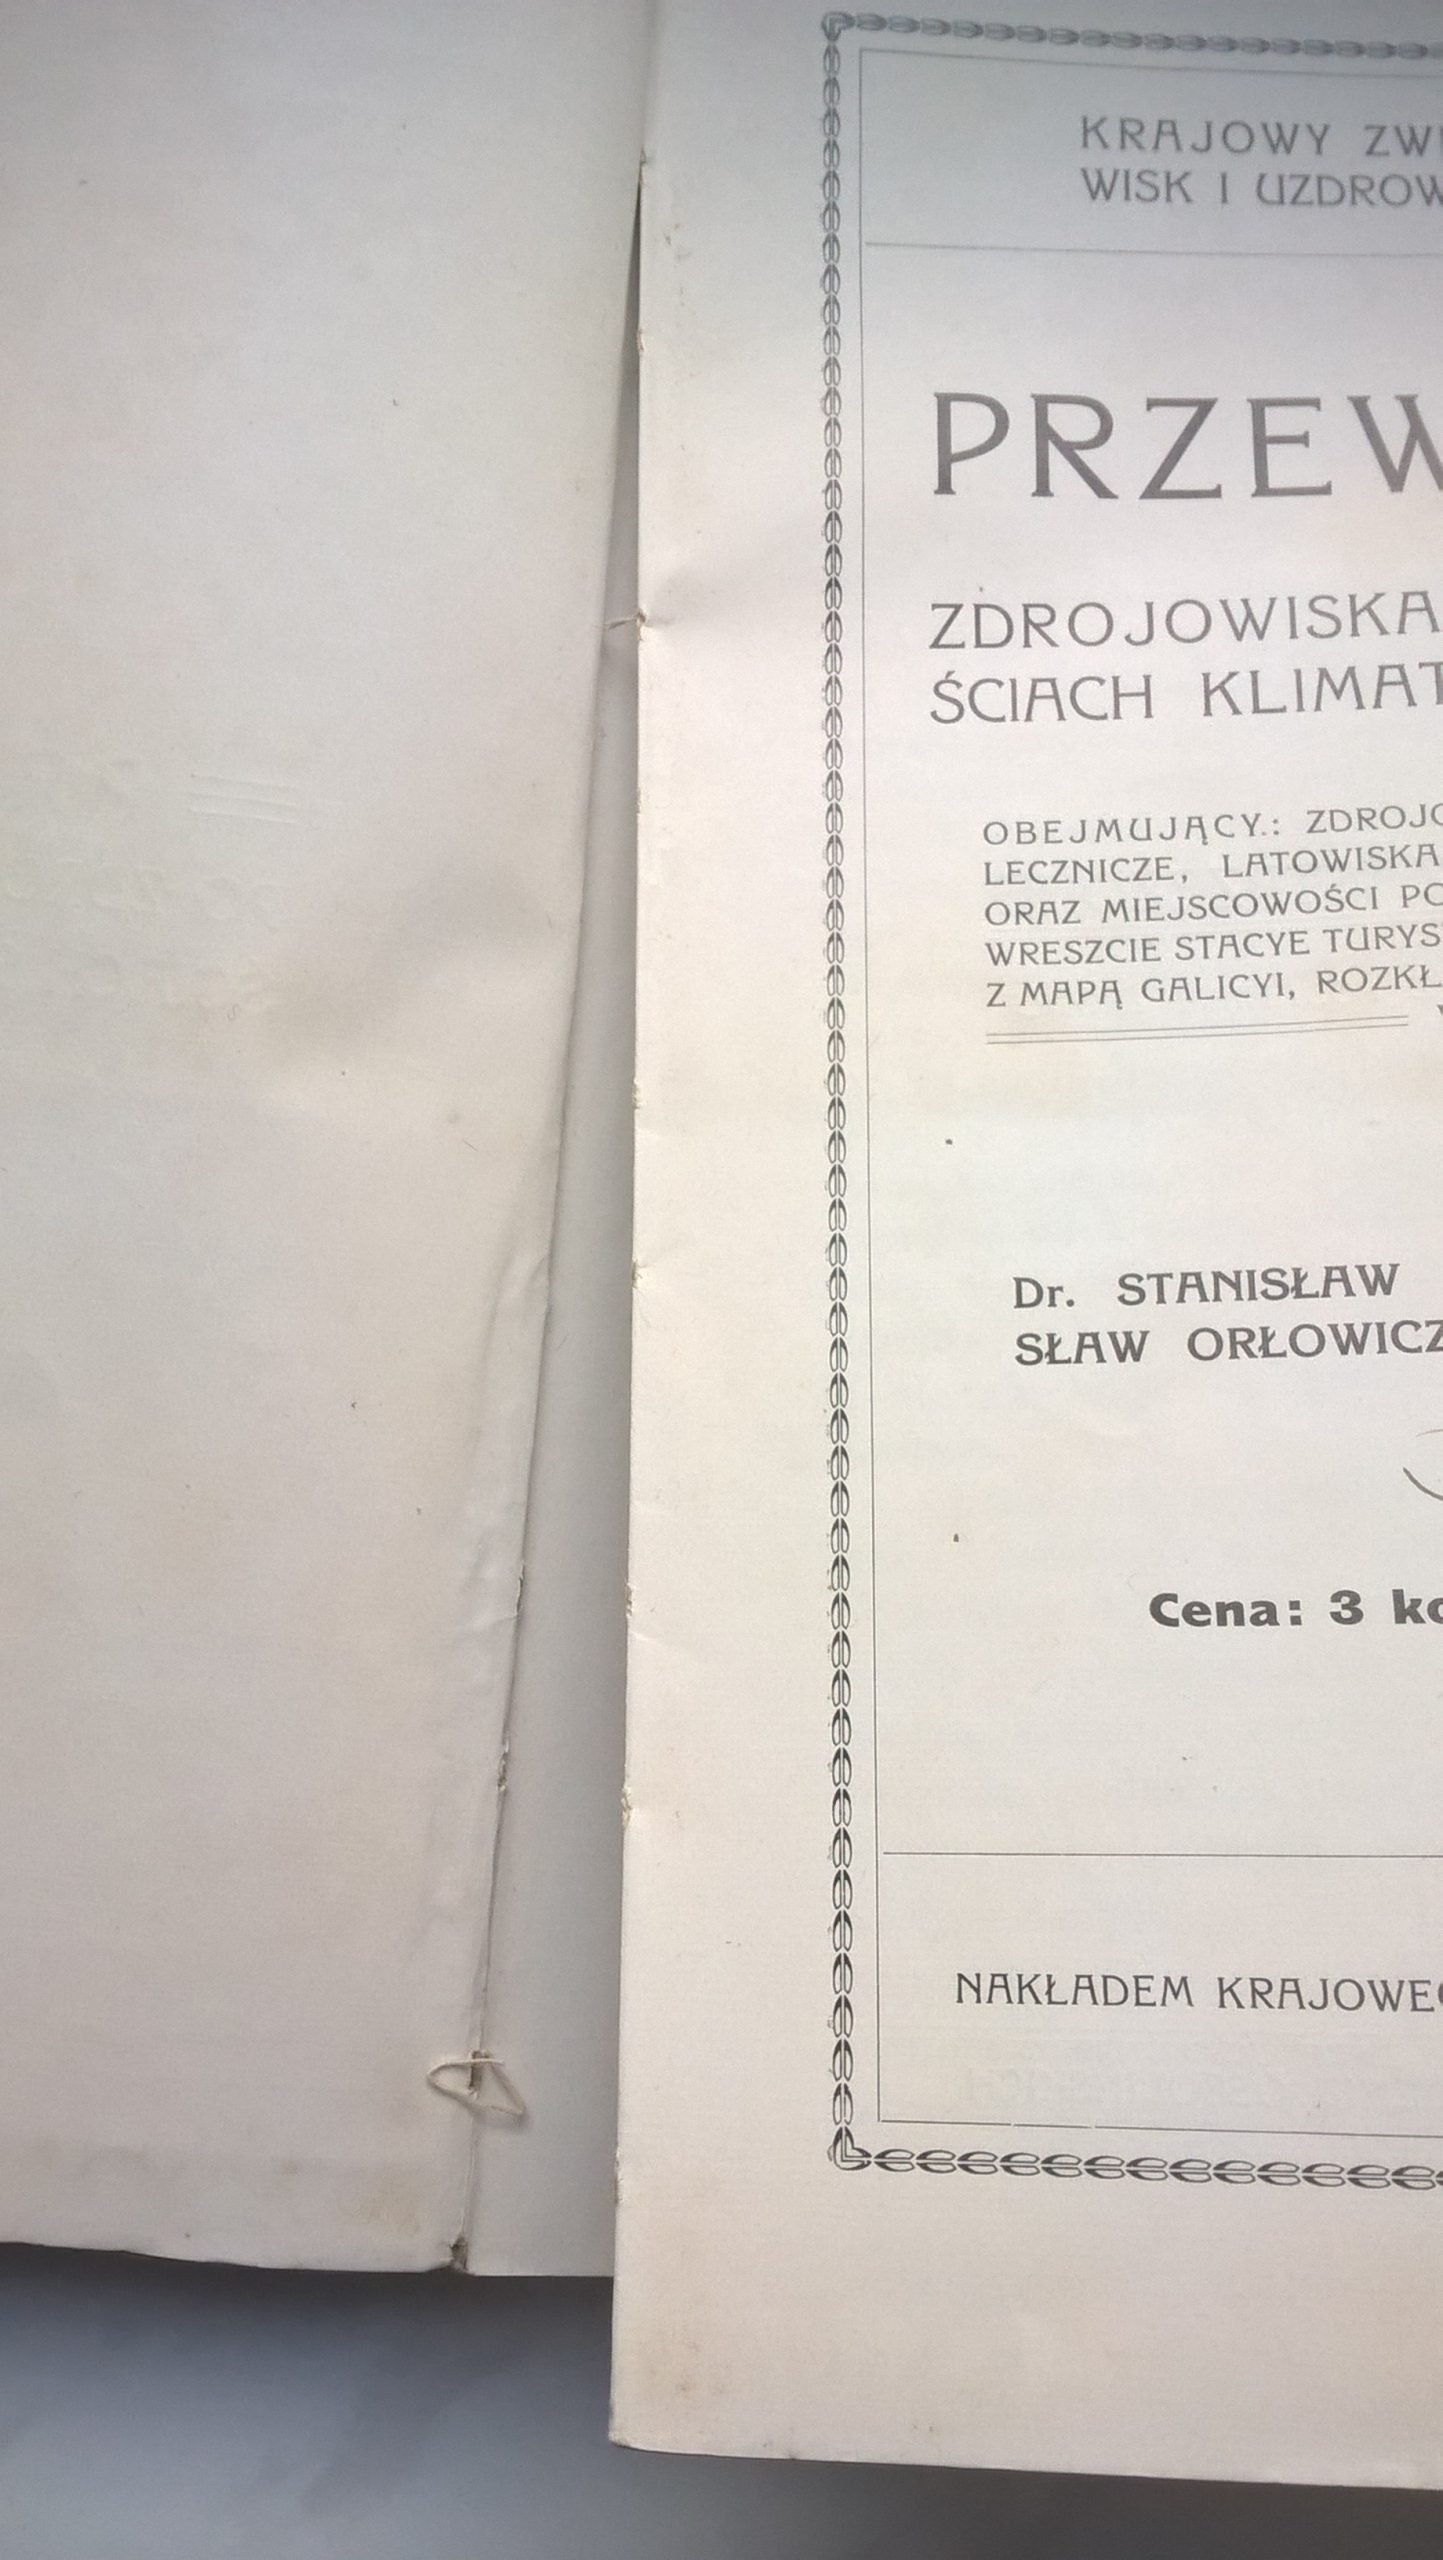 KRAJOWY ZWI
WISK I UZDROW
PRZEW
ZDROJOWISKA
ŚCIACH KLIMAT
OBEJMUJĄCY.: ZDROJO
LECZNICZE, LATOWISKA
ORAZ MIEJSCOWOŚCI PO
WRESZCIE STACYE TURYS
Z MAPĄ GALICYI, ROZKŁ
Dr. STANISŁAW
SŁAW ORŁOWICZ
Cena: 3 ko
NAKŁADEM KRAJOWEG